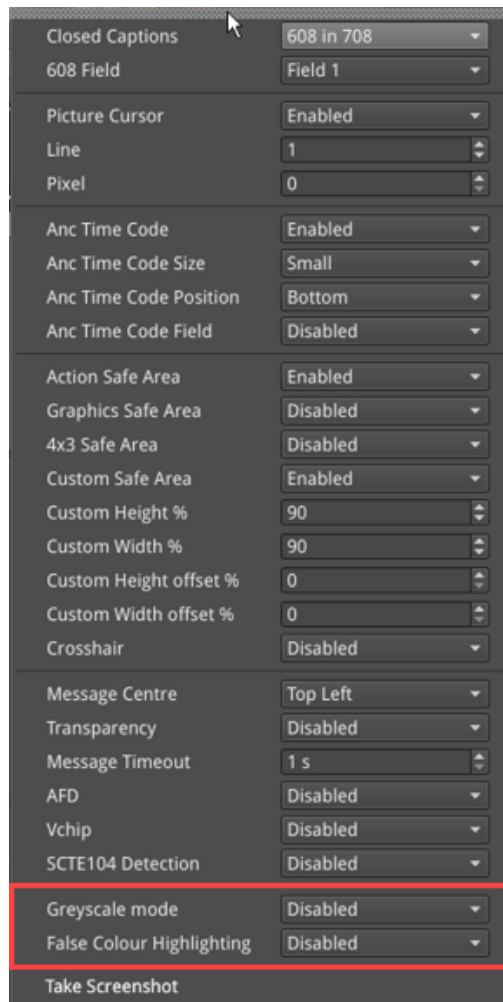 Closed Captions 608 in 708
608 Field Field 1
Picture Cursor Enabled
Line 1
Pixel 0
Anc Time Code Enabled
Anc Time Code Size Small
Anc Time Code Position Bottom
Anc Time Code Field Disabled
Action Safe Area Enabled
Graphics Safe Area Disabled
4x3 Safe Area Disabled
Custom Safe Area Enabled
Custom Height % 90
Custom Width % 90
Custom Height offset % 0
Custom Width offset % 0
Crosshair Disabled
Message Centre Top Left
Transparency Disabled
Message Timeout 1 s
AFD Disabled
Vchip Disabled
SCTE104 Detection Disabled
Greyscale mode Disabled
False Colour Highlighting Disabled
Take Screenshot